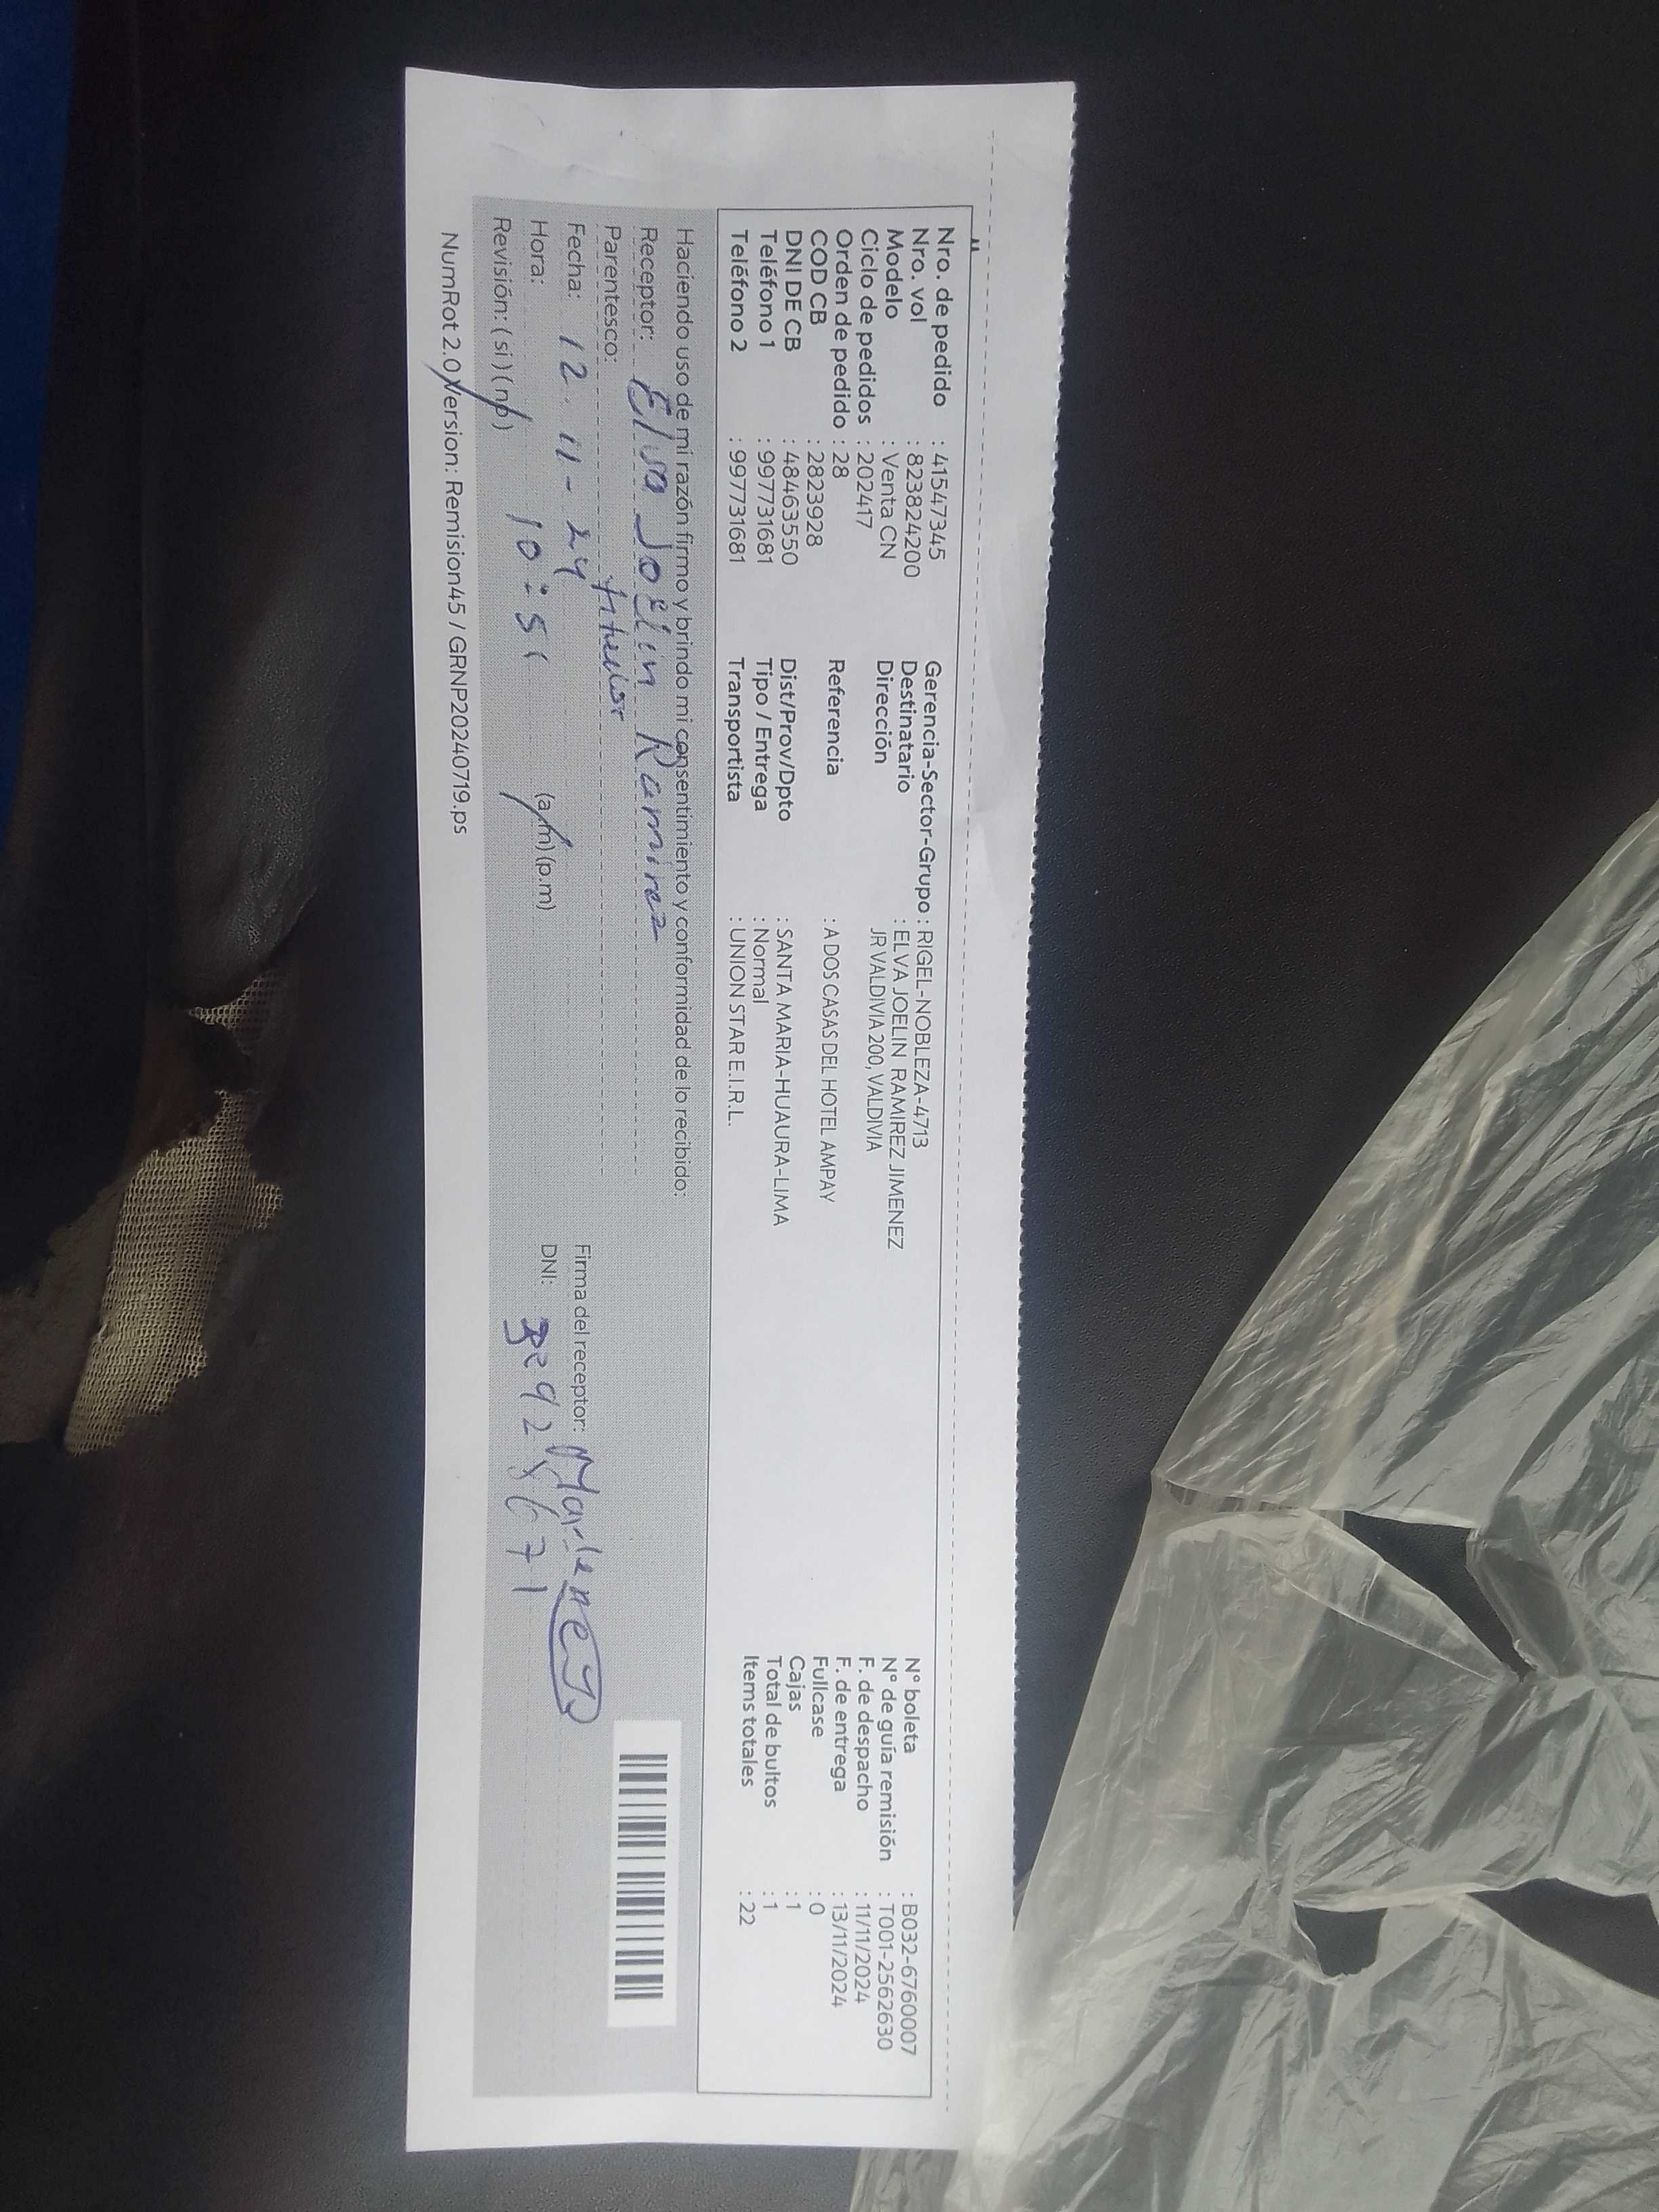 Nro. de pedido : 41547345
Nro. vol : 823824200
Modelo : Venta CN
Ciclo de pedidos : 202417
Orden de pedido : 28
COD CB : 2823928
DNI DE CB : 48463550
Teléfono 1 : 997731681
Teléfono 2 : 997731681
Gerencia-Sector-Grupo : RIGEL-NOBLEZA-4713
Destinatario : ELVA JOELIN RAMIREZ JIMENEZ
Dirección JR VALDIVIA 200, VALDIVIA
Referencia : A DOS CASAS DEL HOTEL AMPAY
Dist/Prov/Dpto : SANTA MARIA-HUAURA-LIMA
Tipo / Entrega : Normal
Transportista : UNION STAR E.I.R.L.
N° boleta : B032-6760007
N° de guía remisión : T001-2562630
F. de despacho : 11/11/2024
F. de entrega : 13/11/2024
Fullcase : 0
Cajas : 1
Total de bultos : 1
Items totales : 22
Haciendo uso de mi razón firmo y brindo mi consentimiento y conformidad de lo recibido:
Receptor: Elva Joelin Ramirez
Parentesco: titular
Fecha: 12 - 11 - 24
Hora: 10:51 (a.m) (p.m)
Revisión: ( si ) ( no )
Firma del receptor: Marlene
DNI:
NumRot 2.0 Version: Remision45 / GRNP20240719.ps